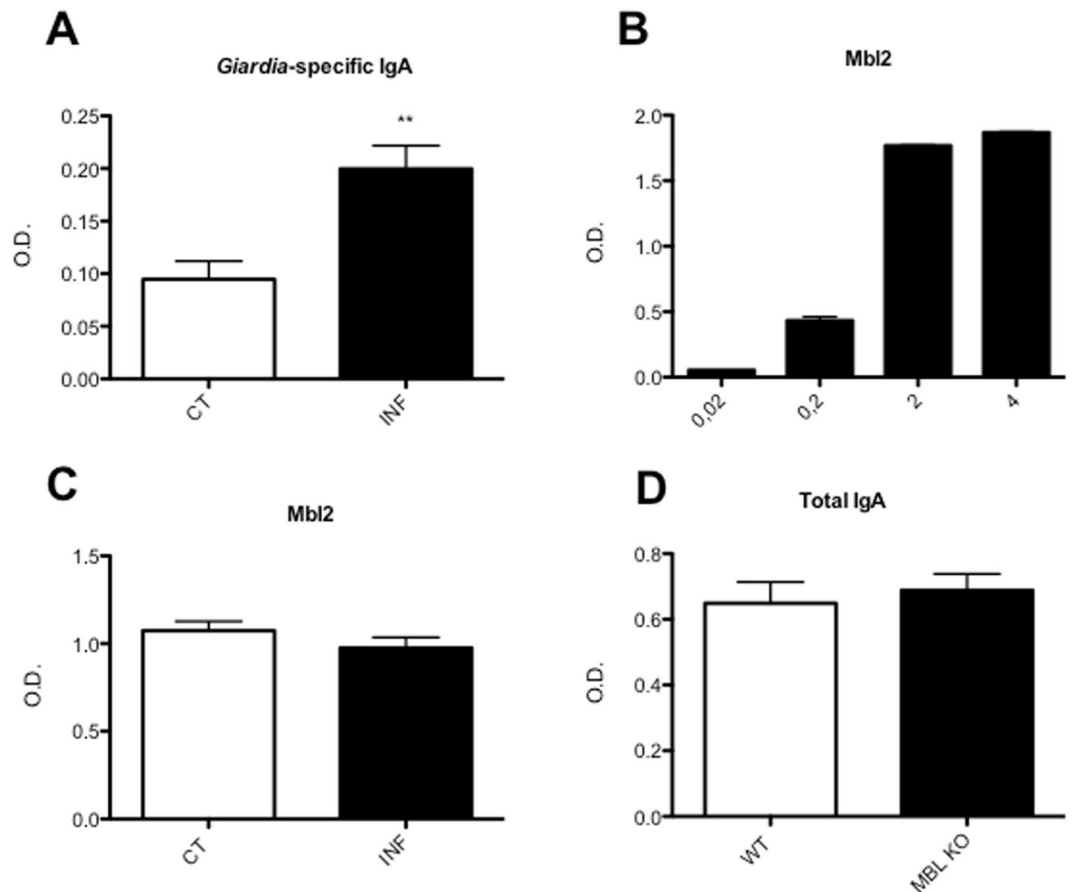 A
Giardia-specific IgA
0.25
0.20
0.15
0.10
0.05
0.00
O.D.
**
CT
INF
B
Mbl2
2.0
1.5
1.0
0.5
0.0
O.D.
0,02
0,2
2
4
C
Mbl2
1.5
1.0
0.5
0.0
O.D.
CT
INF
D
Total IgA
0.8
0.6
0.4
0.2
0.0
O.D.
WT
MBL KO